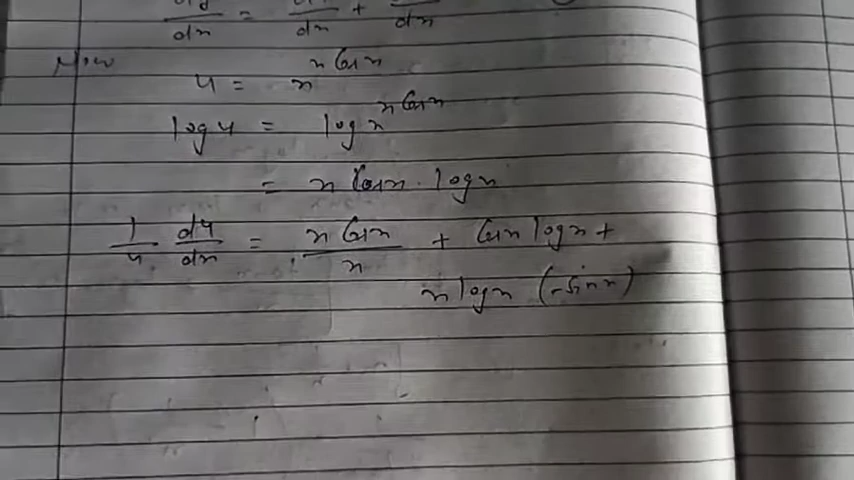 dy/dx = du/dx + dv/dx
Now
u = x^(x Cos x)
log u = log x^(x Cos x)
= x Cos x · log x
1/u du/dx = x Cos x / x + Cos x log x +
x log x (-Sin x)